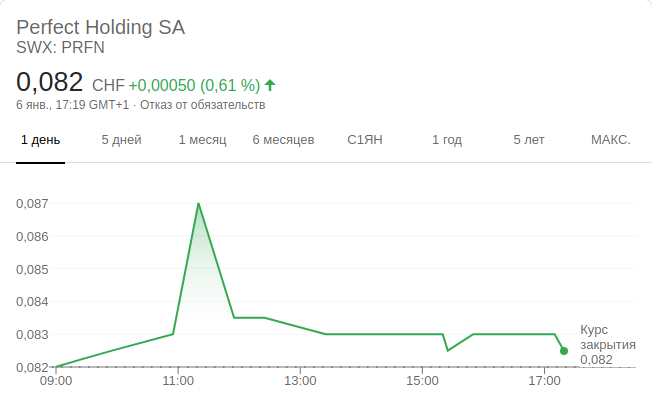 Perfect Holding SA
SWX: PRFN
0,082 CHF +0,00050 (0,61 %)
6 янв., 17:19 GMT+1 · Отказ от обязательств
1 день 5 дней 1 месяц 6 месяцев С1ЯН 1 год 5 лет МАКС.
0,087
0,086
0,085
0,084
0,083
0,082
Курс
закрытия
0,082
09:00 11:00 13:00 15:00 17:00